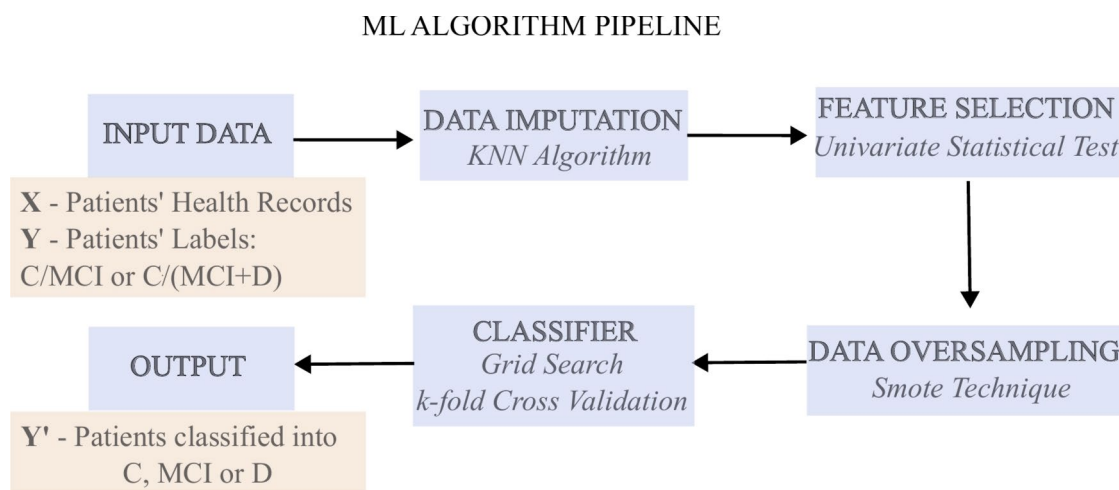 ML ALGORITHM PIPELINE
INPUT DATA
X - Patients' Health Records
Y - Patients' Labels:
C/MCI or C/(MCI+D)
DATA IMPUTATION
KNN Algorithm
FEATURE SELECTION
Univariate Statistical Test
DATA OVERSAMPLING
Smote Technique
CLASSIFIER
Grid Search
k-fold Cross Validation
OUTPUT
Y' - Patients classified into
C, MCI or D